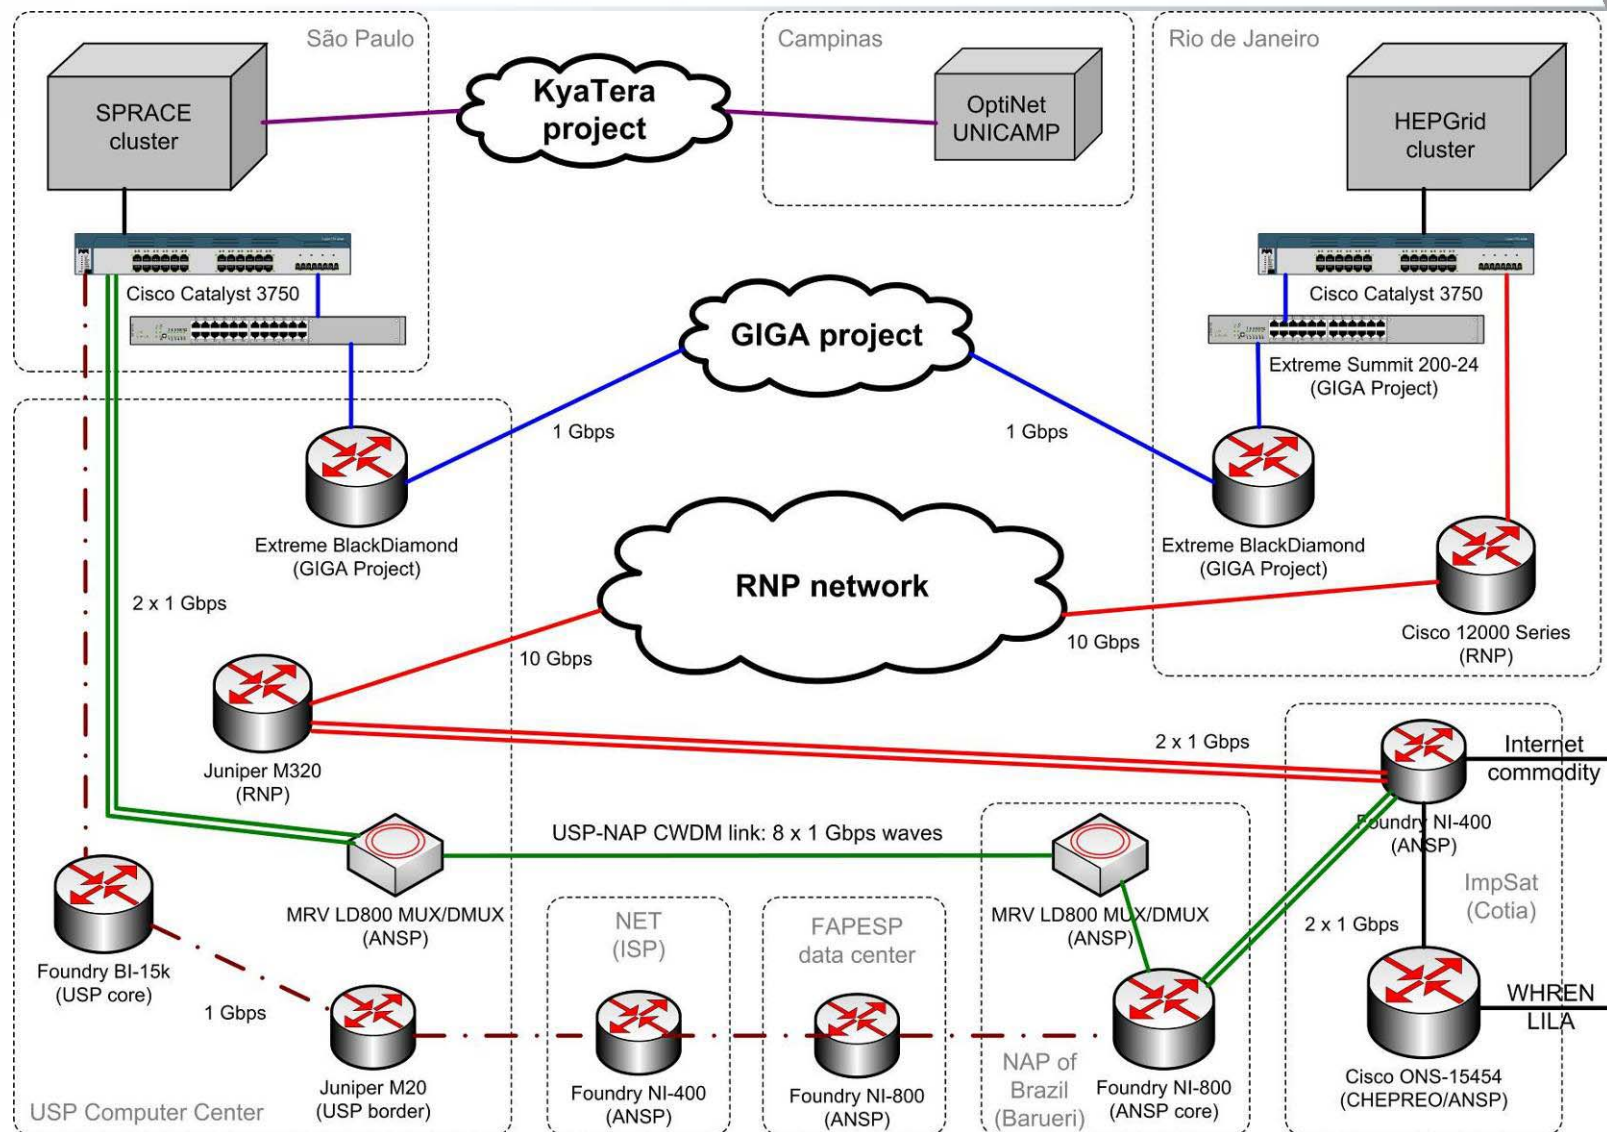 São Paulo
Campinas
Rio de Janeiro
SPRACE
cluster
KyaTera
project
OptiNet
UNICAMP
HEPGrid
cluster
Cisco Catalyst 3750
Cisco Catalyst 3750
GIGA project
Extreme Summit 200-24
(GIGA Project)
1 Gbps
1 Gbps
Extreme BlackDiamond
(GIGA Project)
Extreme BlackDiamond
(GIGA Project)
RNP network
2 x 1 Gbps
10 Gbps
10 Gbps
Cisco 12000 Series
(RNP)
Juniper M320
(RNP)
2 x 1 Gbps
Internet
commodity
USP-NAP CWDM link: 8 x 1 Gbps waves
Foundry NI-400
(ANSP)
MRV LD800 MUX/DMUX
(ANSP)
MRV LD800 MUX/DMUX
(ANSP)
ImpSat
(Cotia)
NET
(ISP)
FAPESP
data center
2 x 1 Gbps
Foundry BI-15k
(USP core)
1 Gbps
WHREN
LILA
Juniper M20
(USP border)
Foundry NI-400
(ANSP)
Foundry NI-800
(ANSP)
NAP of
Brazil
(Barueri)
Foundry NI-800
(ANSP core)
Cisco ONS-15454
(CHEPREO/ANSP)
USP Computer Center